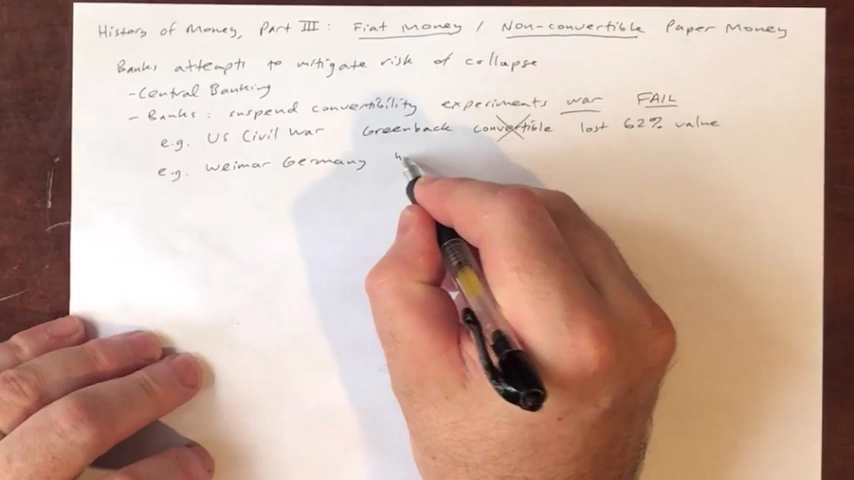 History of Money, Part III: Fiat Money / Non-convertible Paper Money
Banks attempts to mitigate risk of collapse
- Central Banking
- Banks: suspend convertibility experiments war FAIL
e.g. US Civil War Greenback convertible lost 62% value
e.g. Weimar Germany